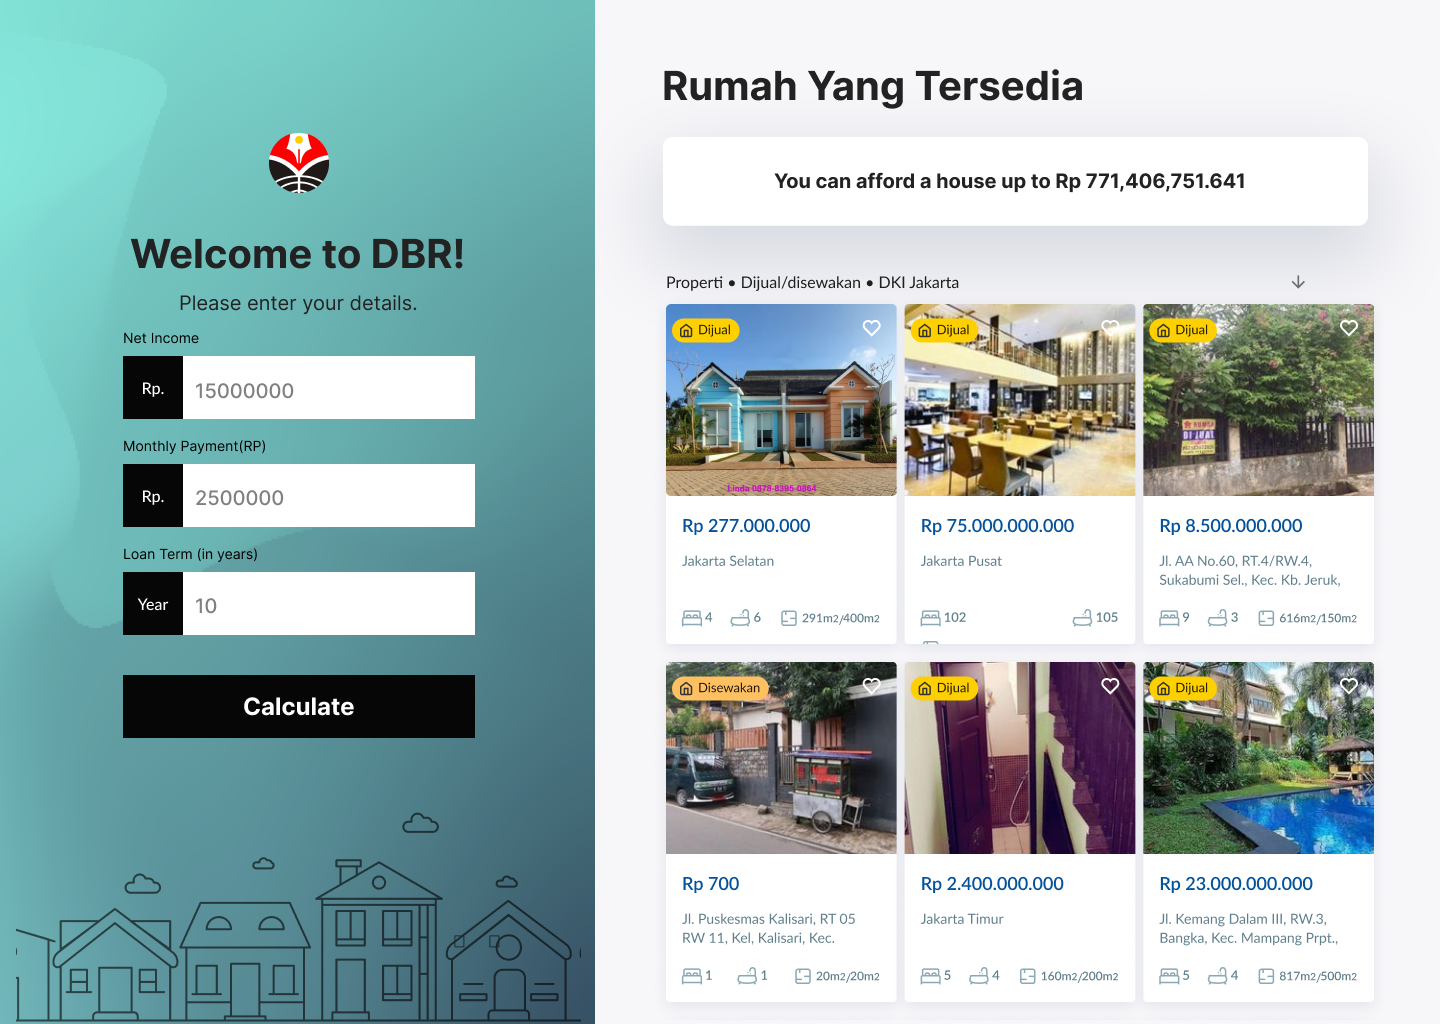 Welcome to DBR!
Please enter your details.
Net Income
Rp.
15000000
Monthly Payment(RP)
Rp.
2500000
Loan Term (in years)
Year
10
Calculate
Rumah Yang Tersedia
You can afford a house up to Rp 771,406,751.641
Properti • Dijual/disewakan • DKI Jakarta
Dijual
Linda 0878-8395-0864
Rp 277.000.000
Jakarta Selatan
4 6 291m2/400m2
Dijual
Rp 75.000.000.000
Jakarta Pusat
102 105
Dijual
RUMAH
DI JUAL
Rp 8.500.000.000
Jl. AA No.60, RT.4/RW.4,
Sukabumi Sel., Kec. Kb. Jeruk,
9 3 616m2/150m2
Disewakan
Rp 700
Jl. Puskesmas Kalisari, RT 05
RW 11, Kel, Kalisari, Kec.
1 1 20m2/20m2
Dijual
Rp 2.400.000.000
Jakarta Timur
5 4 160m2/200m2
Dijual
Rp 23.000.000.000
Jl. Kemang Dalam III, RW.3,
Bangka, Kec. Mampang Prpt.,
5 4 817m2/500m2